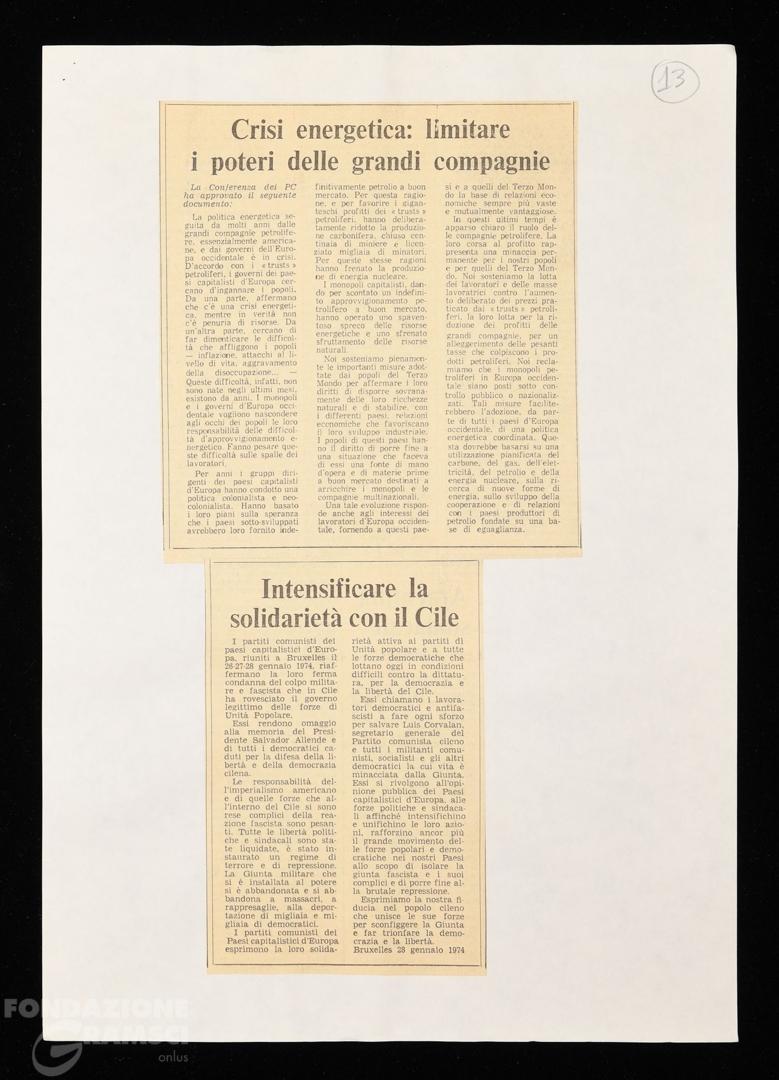 13
Crisi energetica: limitare
i poteri delle grandi compagnie
La Conferenza dei PC
ha approvato il seguente
documento:
La politica energetica se-
guita da molti anni dalle
grandi compagnie petrolife-
re, essenzialmente america-
ne, e dai governi dell'Euro-
pa occidentale è in crisi.
D'accordo con i «trusts»
petroliferi, i governi dei pae-
si capitalisti d'Europa cer-
cano d'ingannare i popoli.
Da una parte, affermano
che c'è una crisi energeti-
ca, mentre in verità non
c'è penuria di risorse. Da
un'altra parte, cercano di
far dimenticare le difficol-
tà che affliggono i popoli
— inflazione, attacchi al li-
vello di vita, aggravamento
della disoccupazione... —
Queste difficoltà, infatti, non
sono nate negli ultimi mesi,
esistono da anni. I monopoli
e i governi d'Europa occi-
dentale vogliono nascondere
agli occhi dei popoli le loro
responsabilità delle difficol-
tà d'approvvigionamento e-
nergetico. Fanno pesare que-
ste difficoltà sulle spalle dei
lavoratori.
Per anni i gruppi diri-
genti dei paesi capitalisti
d'Europa hanno condotto una
politica colonialista e neo-
colonialista. Hanno basato
i loro piani sulla speranza
che i paesi sotto-sviluppati
avrebbero loro fornito inde-
finitivamente petrolio a buon
mercato. Per questa ragio-
ne, e per favorire i gigan-
teschi profitti dei «trusts»
petroliferi, hanno delibera-
tamente ridotto la produzio-
ne carbonifera, chiuso cen-
tinaia di miniere e licen-
ziato migliaia di minatori.
Per queste stesse ragioni
hanno frenato la produzio-
ne di energia nucleare.
I monopoli capitalisti, dan-
do per scontato un indefini-
to approvvigionamento pe-
trolifero a buon mercato,
hanno operato uno spaven-
toso spreco delle risorse
energetiche e uno sfrenato
sfruttamento delle risorse
naturali.
Noi sosteniamo pienamen-
te le importanti misure adot-
tate dai popoli del Terzo
Mondo per affermare i loro
diritti di disporre sovrana-
mente delle loro ricchezze
naturali e di stabilire, con
i differenti paesi, relazioni
economiche che favoriscano
il loro sviluppo industriale.
I popoli di questi paesi han-
no il diritto di porre fine a
una situazione che faceva
di essi una fonte di mano
d'opera e di materie prime
a buon mercato destinati a
arricchire i monopoli e le
compagnie multinazionali.
Una tale evoluzione rispon-
de anche agli interessi dei
lavoratori d'Europa occiden-
tale, fornendo a questi pae-
si e a quelli del Terzo Mon-
do la base di relazioni eco-
nomiche sempre più vaste
e mutualmente vantaggiose.
In questi ultimi tempi è
apparso chiaro il ruolo del-
le compagnie petrolifere. La
loro corsa al profitto rap-
presenta una minaccia per-
manente per i nostri popoli
e per quelli del Terzo Mon-
do. Noi sosteniamo la lotta
dei lavoratori e delle masse
lavoratrici contro l'aumen-
to deliberato dei prezzi pra-
ticato dai «trusts» petroli-
feri, la loro lotta per la ri-
duzione dei profitti delle
grandi compagnie, per un
alleggerimento delle pesanti
tasse che colpiscono i pro-
dotti petroliferi. Noi recla-
miamo che i monopoli pe-
troliferi in Europa occiden-
tale siano posti sotto con-
trollo pubblico o nazionaliz-
zati. Tali misure facilite-
rebbero l'adozione, da par-
te di tutti i paesi d'Europa
occidentale, di una politica
energetica coordinata. Que-
sta dovrebbe basarsi su una
utilizzazione pianificata del
carbone, del gas, dell'elet-
tricità, del petrolio e della
energia nucleare, sulla ri-
cerca di nuove forme di
energia, sullo sviluppo della
cooperazione e di relazioni
con i paesi produttori di
petrolio fondate su una ba-
se di eguaglianza.
Intensificare la
solidarietà con il Cile
I partiti comunisti dei
paesi capitalistici d'Euro-
pa, riuniti a Bruxelles il
26-27-28 gennaio 1974, riaf-
fermano la loro ferma
condanna del colpo milita-
re e fascista che in Cile
ha rovesciato il governo
legittimo delle forze di
Unità Popolare.
Essi rendono omaggio
alla memoria del Presi-
dente Salvador Allende e
di tutti i democratici ca-
duti per la difesa della li-
bertà e della democrazia
cilena.
Le responsabilità del-
l'imperialismo americano
e di quelle forze che al-
l'interno del Cile si sono
rese complici della rea-
zione fascista sono pesan-
ti. Tutte le libertà politi-
che e sindacali sono sta-
te liquidate, è stato in-
staurato un regime di
terrore e di repressione.
La Giunta militare che
si è installata al potere
si è abbandonata e si ab-
bandona a massacri, a
rappresaglie, alla depor-
tazione di migliaia e mi-
gliaia di democratici.
I partiti comunisti dei
Paesi capitalistici d'Europa
esprimono la loro solida-
rietà attiva ai partiti di
Unità popolare e a tutte
le forze democratiche che
lottano oggi in condizioni
difficili contro la dittatu-
ra, per la democrazia e
la libertà del Cile.
Essi chiamano i lavora-
tori democratici e antifa-
scisti a fare ogni sforzo
per salvare Luis Corvalan,
segretario generale del
Partito comunista cileno
e tutti i militanti comu-
nisti, socialisti e gli altri
democratici la cui vita è
minacciata dalla Giunta.
Essi si rivolgono all'opi-
nione pubblica dei Paesi
capitalistici d'Europa, alle
forze politiche e sindaca-
li affinché intensifichino
e unifichino le loro azio-
ni, rafforzino ancor più
il grande movimento del-
le forze popolari e demo-
cratiche nei nostri Paesi
allo scopo di isolare la
giunta fascista e i suoi
complici e di porre fine al-
la brutale repressione.
Esprimiamo la nostra fi-
ducia nel popolo cileno
che unisce le sue forze
per sconfiggere la Giunta
e far trionfare la demo-
crazia e la libertà.
Bruxelles 28 gennaio 1974
FONDAZIONE
GRAMSCI
onlus